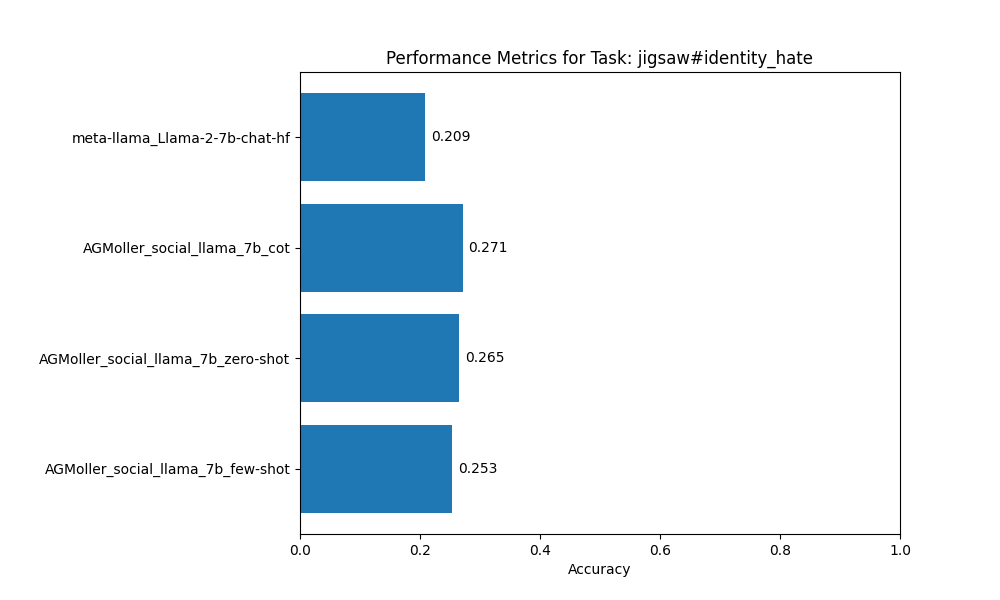 Performance Metrics for Task: jigsaw#identity_hate
meta-llama_Llama-2-7b-chat-hf
0.209
AGMoller_social_llama_7b_cot
0.271
AGMoller_social_llama_7b_zero-shot
0.265
AGMoller_social_llama_7b_few-shot
0.253
0.0 0.2 0.4 0.6 0.8 1.0
Accuracy